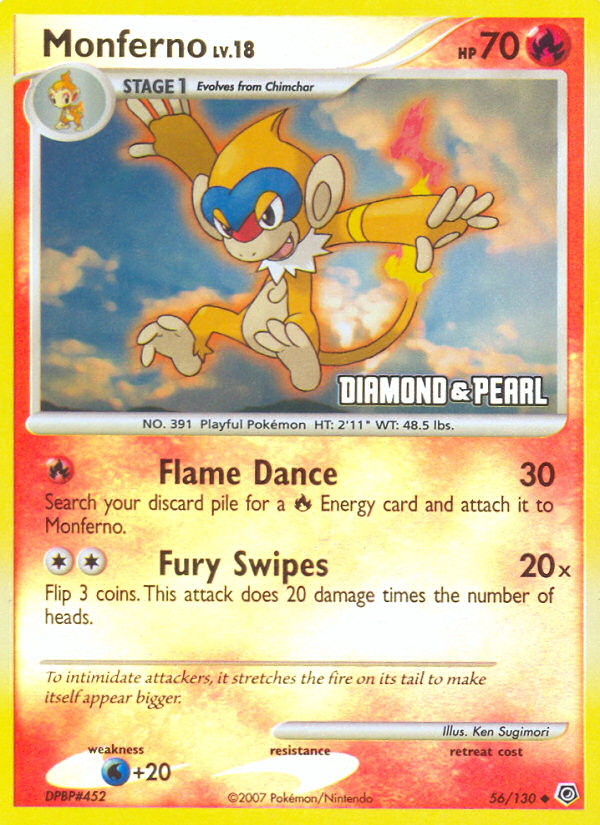 Monferno LV.18
HP 70
STAGE 1 Evolves from Chimchar
DIAMOND & PEARL
NO. 391 Playful Pokémon HT: 2'11" WT: 48.5 lbs.
Flame Dance 30
Search your discard pile for a Energy card and attach it to
Monferno.
Fury Swipes 20x
Flip 3 coins. This attack does 20 damage times the number of
heads.
To intimidate attackers, it stretches the fire on its tail to make
itself appear bigger.
Illus. Ken Sugimori
weakness resistance retreat cost
+20
DPBP#452 ©2007 Pokémon/Nintendo 56/130